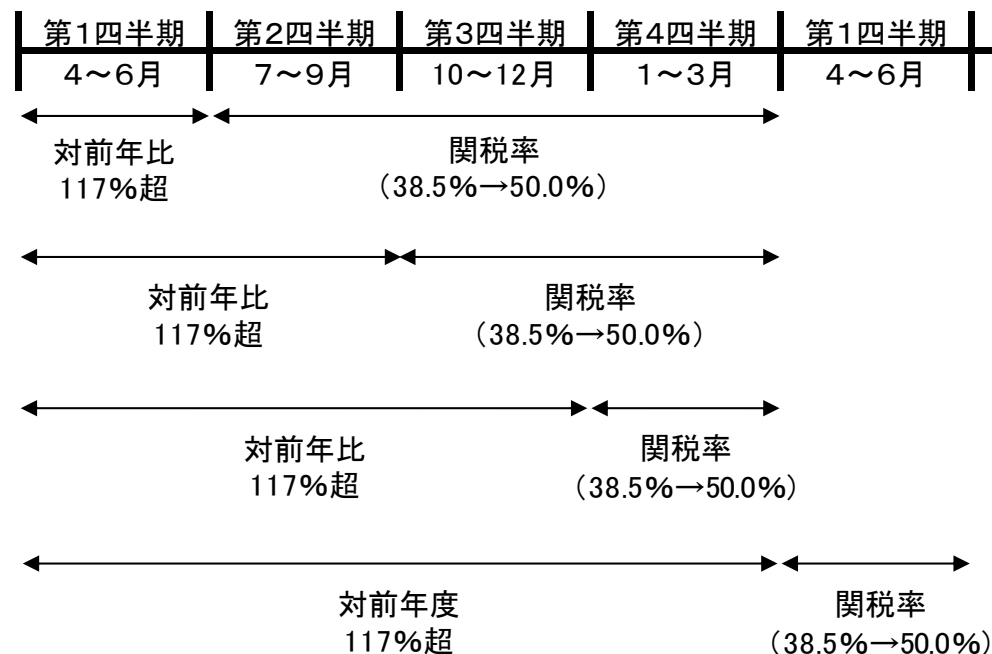 第1四半期 第2四半期 第3四半期 第4四半期 第1四半期
4～6月 7～9月 10～12月 1～3月 4～6月
対前年比 関税率
117%超 （38.5%→50.0%）
対前年比 関税率
117%超 （38.5%→50.0%）
対前年比 関税率
117%超 （38.5%→50.0%）
対前年度 関税率
117%超 （38.5%→50.0%）